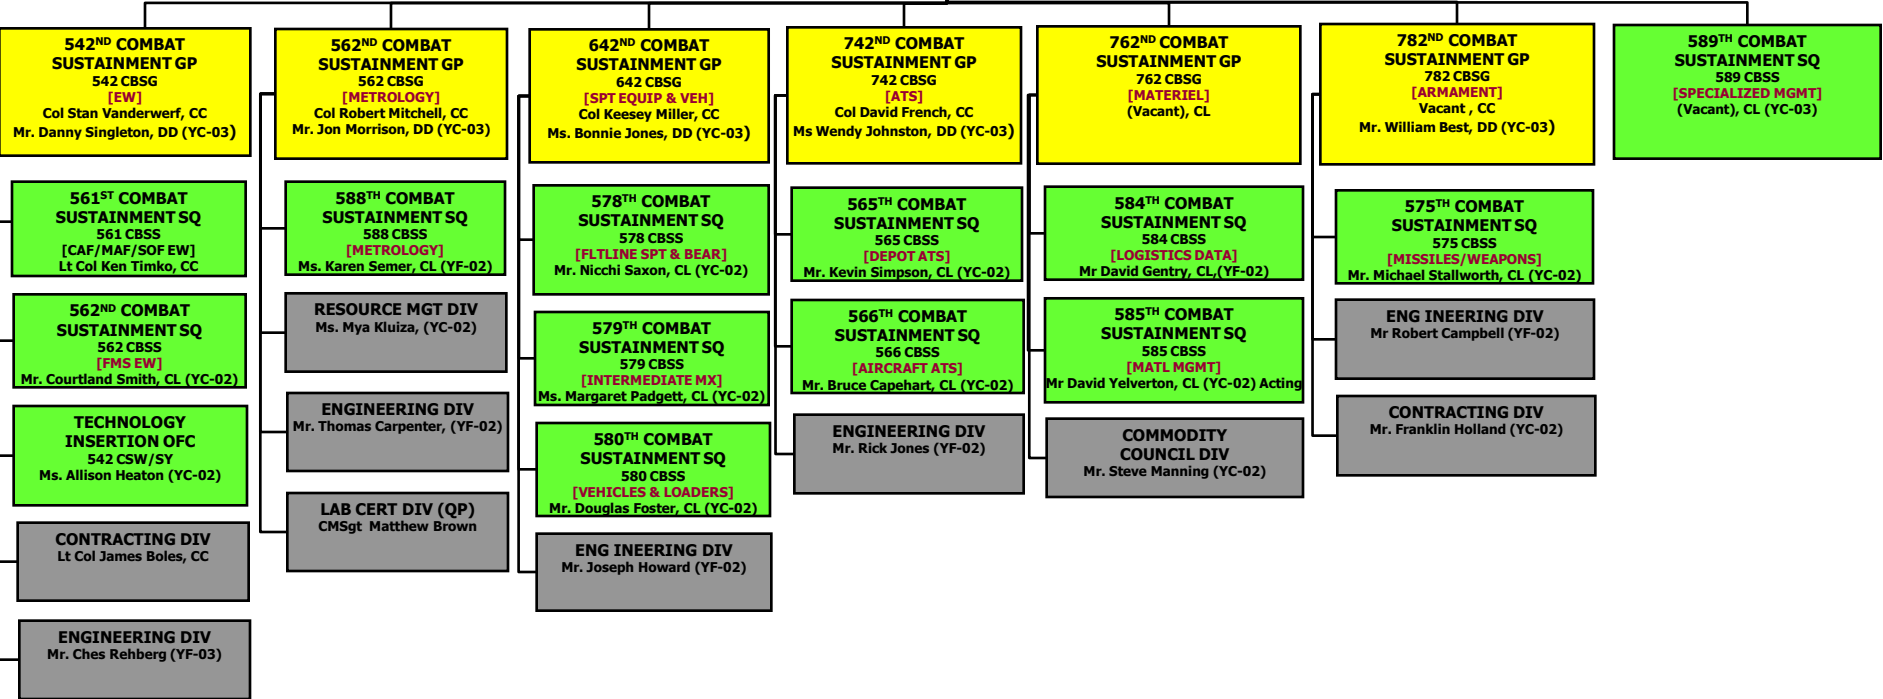 542ND COMBAT
SUSTAINMENT GP
542 CBSG
[EW]
Col Stan Vanderwerf, CC
Mr. Danny Singleton, DD (YC-03)
561ST COMBAT
SUSTAINMENT SQ
561 CBSS
[CAF/MAF/SOF EW]
Lt Col Ken Timko, CC
562ND COMBAT
SUSTAINMENT SQ
562 CBSS
[FMS EW]
Mr. Courtland Smith, CL (YC-02)
TECHNOLOGY
INSERTION OFC
542 CSW/SY
Ms. Allison Heaton (YC-02)
CONTRACTING DIV
Lt Col James Boles, CC
ENGINEERING DIV
Mr. Ches Rehberg (YF-03)
562ND COMBAT
SUSTAINMENT GP
562 CBSG
[METROLOGY]
Col Robert Mitchell, CC
Mr. Jon Morrison, DD (YC-03)
588TH COMBAT
SUSTAINMENT SQ
588 CBSS
[METROLOGY]
Ms. Karen Semer, CL (YF-02)
RESOURCE MGT DIV
Ms. Mya Kluiza, (YC-02)
ENGINEERING DIV
Mr. Thomas Carpenter, (YF-02)
LAB CERT DIV (QP)
CMSgt Matthew Brown
642ND COMBAT
SUSTAINMENT GP
642 CBSG
[SPT EQUIP & VEH]
Col Keesey Miller, CC
Ms. Bonnie Jones, DD (YC-03)
578TH COMBAT
SUSTAINMENT SQ
578 CBSS
[FLTLINE SPT & BEAR]
Mr. Nicchi Saxon, CL (YC-02)
579TH COMBAT
SUSTAINMENT SQ
579 CBSS
[INTERMEDIATE MX]
Ms. Margaret Padgett, CL (YC-02)
580TH COMBAT
SUSTAINMENT SQ
580 CBSS
[VEHICLES & LOADERS]
Mr. Douglas Foster, CL (YC-02)
ENG INEERING DIV
Mr. Joseph Howard (YF-02)
742ND COMBAT
SUSTAINMENT GP
742 CBSG
[ATS]
Col David French, CC
Ms Wendy Johnston, DD (YC-03)
565TH COMBAT
SUSTAINMENT SQ
565 CBSS
[DEPOT ATS]
Mr. Kevin Simpson, CL (YC-02)
566TH COMBAT
SUSTAINMENT SQ
566 CBSS
[AIRCRAFT ATS]
Mr. Bruce Capehart, CL (YC-02)
ENGINEERING DIV
Mr. Rick Jones (YF-02)
762ND COMBAT
SUSTAINMENT GP
762 CBSG
[MATERIEL]
(Vacant), CL
584TH COMBAT
SUSTAINMENT SQ
584 CBSS
[LOGISTICS DATA]
Mr David Gentry, CL,(YF-02)
585TH COMBAT
SUSTAINMENT SQ
585 CBSS
[MATL MGMT]
Mr David Yelverton, CL (YC-02) Acting
COMMODITY
COUNCIL DIV
Mr. Steve Manning (YC-02)
782ND COMBAT
SUSTAINMENT GP
782 CBSG
[ARMAMENT]
Vacant , CC
Mr. William Best, DD (YC-03)
575TH COMBAT
SUSTAINMENT SQ
575 CBSS
[MISSILES/WEAPONS]
Mr. Michael Stallworth, CL (YC-02)
ENG INEERING DIV
Mr Robert Campbell (YF-02)
CONTRACTING DIV
Mr. Franklin Holland (YC-02)
589TH COMBAT
SUSTAINMENT SQ
589 CBSS
[SPECIALIZED MGMT]
(Vacant), CL (YC-03)